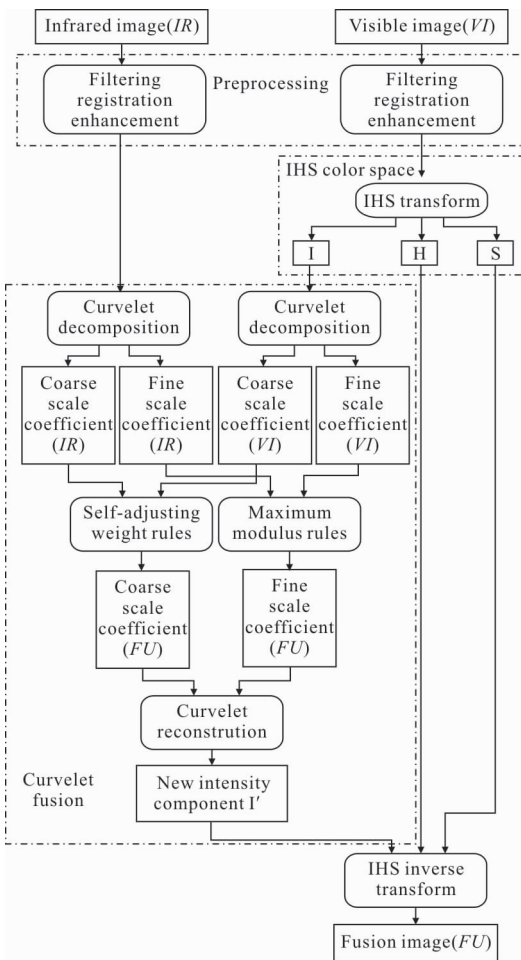 Infrared image(IR)
Visible image(VI)
Filtering
registration
enhancement
Preprocessing
Filtering
registration
enhancement
IHS color space
IHS transform
I
H
S
Curvelet
decomposition
Curvelet
decomposition
Coarse
scale
coefficient
(IR)
Fine
scale
coefficient
(IR)
Coarse
scale
coefficient
(VI)
Fine
scale
coefficient
(VI)
Self-adjusting
weight rules
Maximum
modulus rules
Coarse
scale
coefficient
(FU)
Fine
scale
coefficient
(FU)
Curvelet
reconstrution
Curvelet
fusion
New intensity
component I′
IHS inverse
transform
Fusion image(FU)